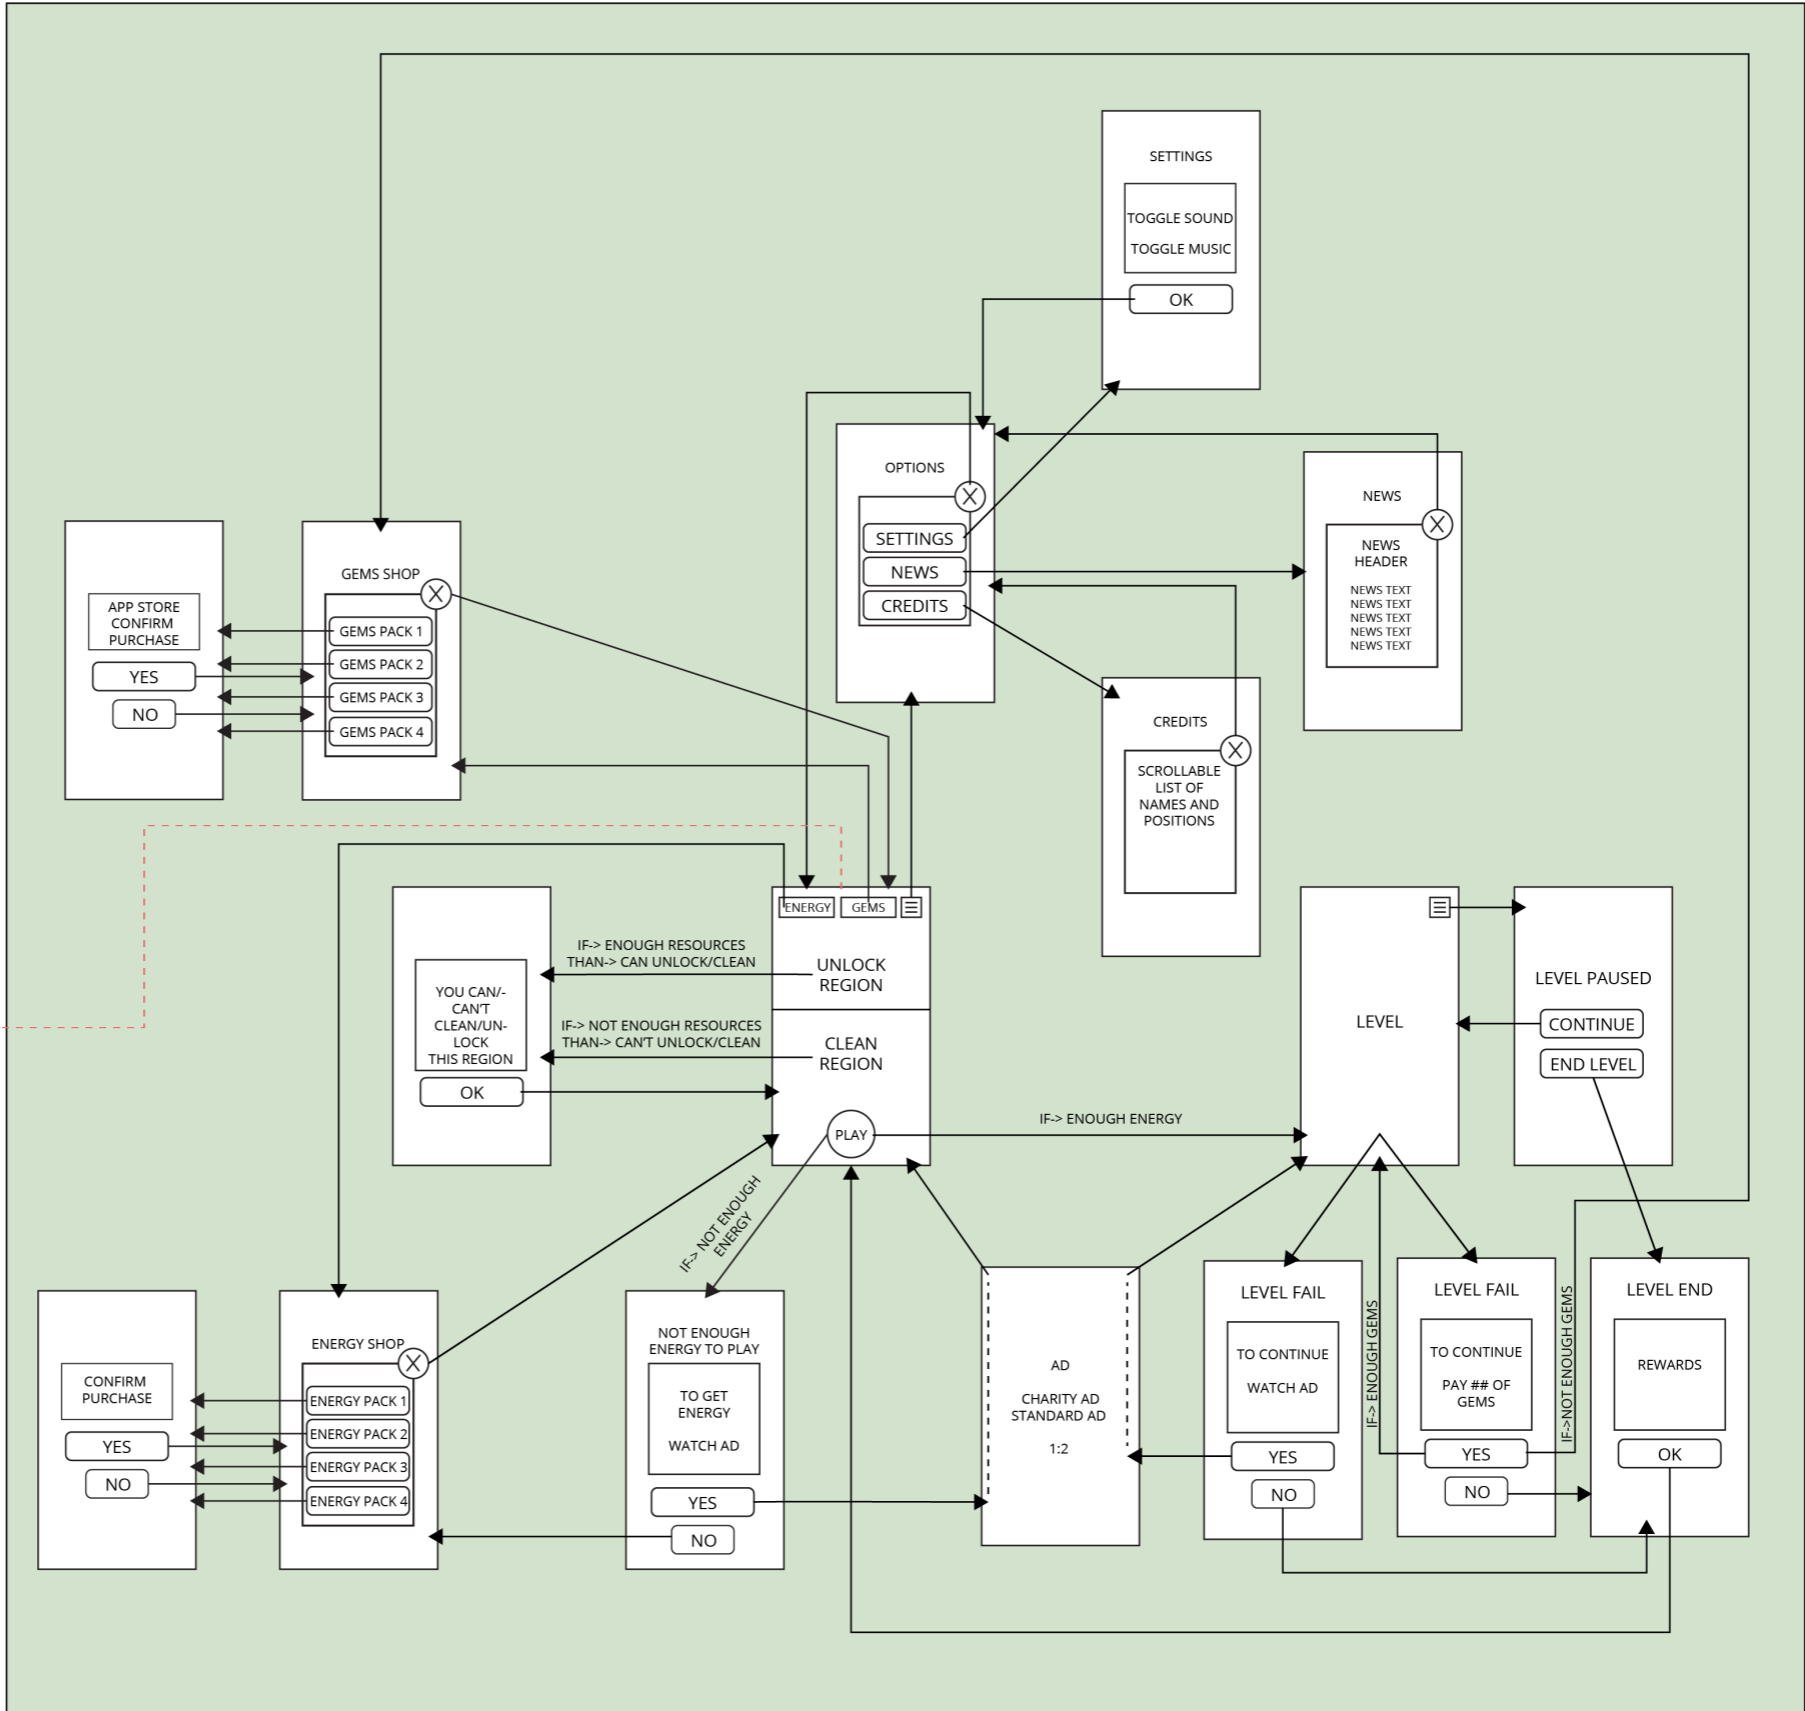 SETTINGS
TOGGLE SOUND
TOGGLE MUSIC
OK
OPTIONS
X
SETTINGS
NEWS
CREDITS
NEWS
X
NEWS
HEADER
NEWS TEXT
NEWS TEXT
NEWS TEXT
NEWS TEXT
NEWS TEXT
APP STORE
CONFIRM
PURCHASE
YES
NO
GEMS SHOP
X
GEMS PACK 1
GEMS PACK 2
GEMS PACK 3
GEMS PACK 4
CREDITS
X
SCROLLABLE
LIST OF
NAMES AND
POSITIONS
YOU CAN/-
CAN'T
CLEAN/UN-
LOCK
THIS REGION
OK
IF-> ENOUGH RESOURCES
THAN-> CAN UNLOCK/CLEAN
IF-> NOT ENOUGH RESOURCES
THAN-> CAN'T UNLOCK/CLEAN
ENERGY
GEMS
UNLOCK
REGION
CLEAN
REGION
PLAY
IF-> ENOUGH ENERGY
IF-> NOT ENOUGH
ENERGY
LEVEL
LEVEL PAUSED
CONTINUE
END LEVEL
CONFIRM
PURCHASE
YES
NO
ENERGY SHOP
X
ENERGY PACK 1
ENERGY PACK 2
ENERGY PACK 3
ENERGY PACK 4
NOT ENOUGH
ENERGY TO PLAY
TO GET
ENERGY
WATCH AD
YES
NO
AD
CHARITY AD
STANDARD AD
1:2
LEVEL FAIL
TO CONTINUE
WATCH AD
YES
NO
IF-> ENOUGH GEMS
LEVEL FAIL
TO CONTINUE
PAY ## OF
GEMS
YES
NO
IF->NOT ENOUGH GEMS
LEVEL END
REWARDS
OK